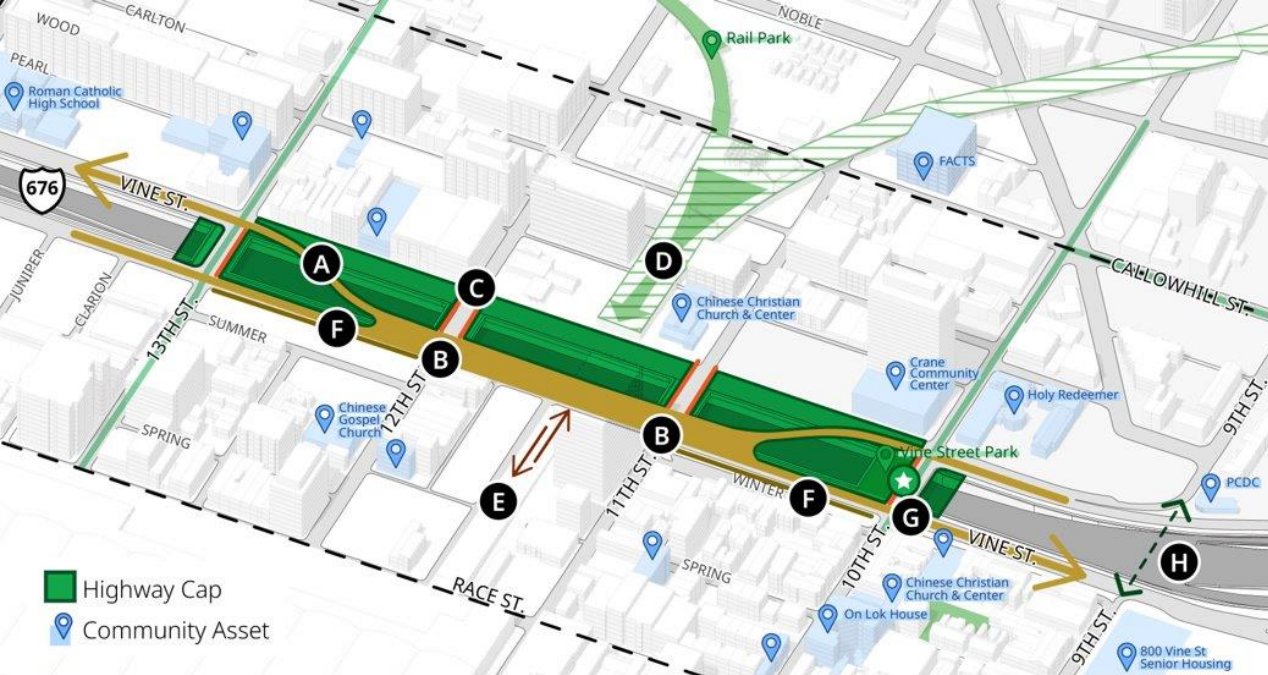 NOBLE
CARLTON
WOOD
Rail Park
PEARL
Roman Catholic
High School
FACTS
676
VINE ST.
D
A
C
CALLOWHILL ST.
JUNIPER
CLARION
Chinese Christian
Church & Center
13TH ST.
SUMMER
F
B
Crane
Community
Center
Holy Redeemer
12TH ST.
9TH ST.
Chinese
Gospel
Church
SPRING
B
Vine Street Park
E
11TH ST.
WINTER
F
G
PCDC
10TH ST.
VINE ST.
H
SPRING
Chinese Christian
Church & Center
Highway Cap
RACE ST.
On Lok House
Community Asset
9TH ST.
800 Vine St
Senior Housing